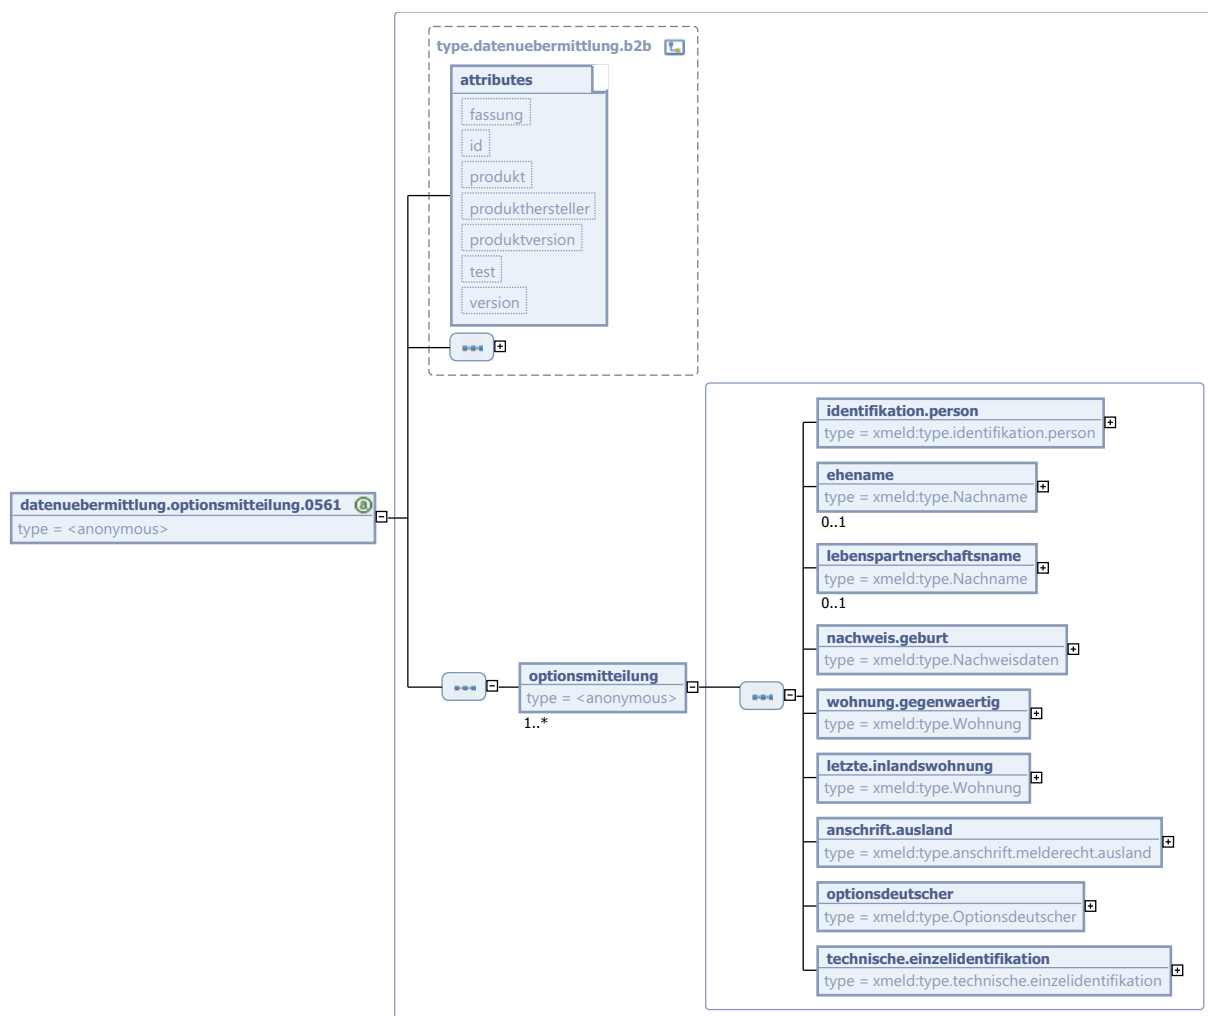 type.datenuebermittlung.b2b
attributes
fassung
id
produkt
produkthersteller
produktversion
test
version
datenuebermittlung.optionsmitteilung.0561
type = <anonymous>
optionsmitteilung
type = <anonymous>
1..*
identifikation.person
type = xmeld:type.identifikation.person
ehename
type = xmeld:type.Nachname
0..1
lebenspartnerschaftsname
type = xmeld:type.Nachname
0..1
nachweis.geburt
type = xmeld:type.Nachweisdaten
wohnung.gegenwaertig
type = xmeld:type.Wohnung
letzte.inlandswohnung
type = xmeld:type.Wohnung
anschrift.ausland
type = xmeld:type.anschrift.melderecht.ausland
optionsdeutscher
type = xmeld:type.Optionsdeutscher
technische.einzelidentifikation
type = xmeld:type.technische.einzelidentifikation